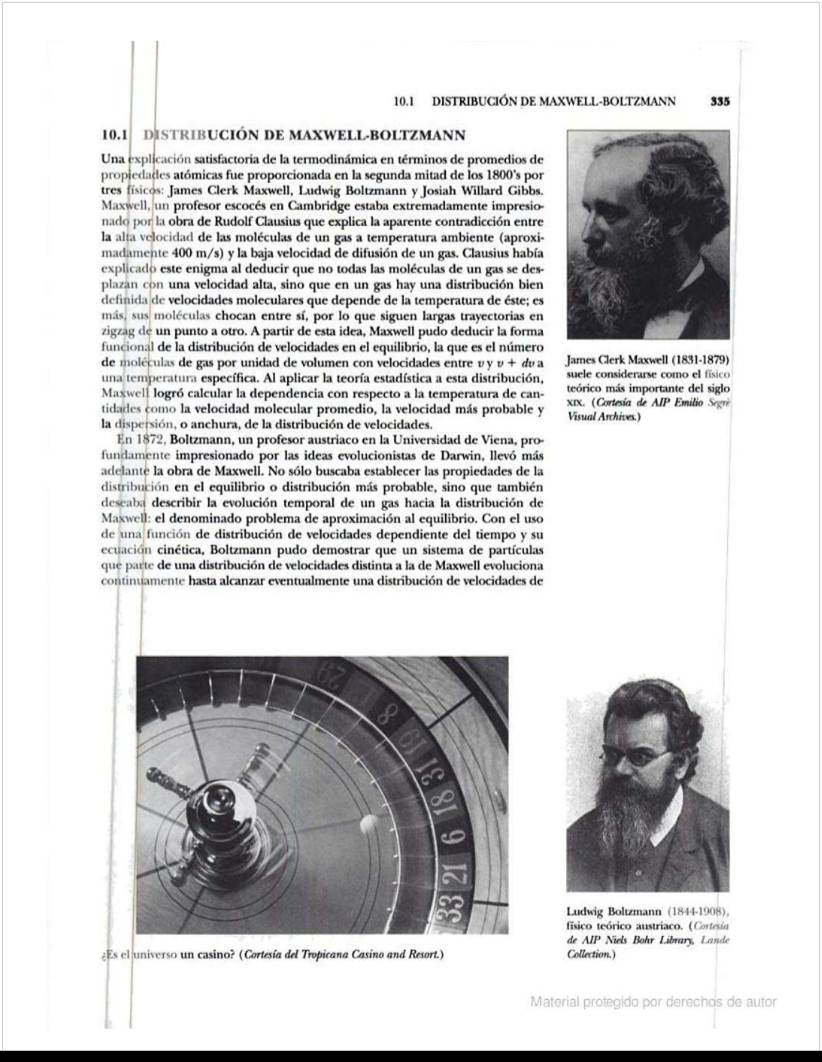 10.1 DISTRIBUCIÓN DE MAXWELL-BOLTZMANN 335
10.1 DISTRIBUCIÓN DE MAXWELL-BOLTZMANN
Una explicación satisfactoria de la termodinámica en términos de promedios de
propiedades atómicas fue proporcionada en la segunda mitad de los 1800's por
tres físicos: James Clerk Maxwell, Ludwig Boltzmann y Josiah Willard Gibbs.
Maxwell, un profesor escocés en Cambridge estaba extremadamente impresio-
nado por la obra de Rudolf Clausius que explica la aparente contradicción entre
la alta velocidad de las moléculas de un gas a temperatura ambiente (aproxi-
madamente 400 m/s) y la baja velocidad de difusión de un gas. Clausius había
explicado este enigma al deducir que no todas las moléculas de un gas se des-
plazan con una velocidad alta, sino que en un gas hay una distribución bien
definida de velocidades moleculares que depende de la temperatura de éste; es
más, sus moléculas chocan entre sí, por lo que siguen largas trayectorias en
zigzag de un punto a otro. A partir de esta idea, Maxwell pudo deducir la forma
funcional de la distribución de velocidades en el equilibrio, la que es el número
de moléculas de gas por unidad de volumen con velocidades entre v y v + dv a
una temperatura específica. Al aplicar la teoría estadística a esta distribución,
Maxwell logró calcular la dependencia con respecto a la temperatura de can-
tidades como la velocidad molecular promedio, la velocidad más probable y
la dispersión, o anchura, de la distribución de velocidades.
En 1872, Boltzmann, un profesor austriaco en la Universidad de Viena, pro-
fundamente impresionado por las ideas evolucionistas de Darwin, llevó más
adelante la obra de Maxwell. No sólo buscaba establecer las propiedades de la
distribución en el equilibrio o distribución más probable, sino que también
deseaba describir la evolución temporal de un gas hacia la distribución de
Maxwell: el denominado problema de aproximación al equilibrio. Con el uso
de una función de distribución de velocidades dependiente del tiempo y su
ecuación cinética, Boltzmann pudo demostrar que un sistema de partículas
que parte de una distribución de velocidades distinta a la de Maxwell evoluciona
continuamente hasta alcanzar eventualmente una distribución de velocidades de
James Clerk Maxwell (1831-1879)
suele considerarse como el físico
teórico más importante del siglo
XIX. (Cortesía de AIP Emilio Segrè
Visual Archives.)
29
8
19
31
18
6
21
33
¿Es el universo un casino? (Cortesía del Tropicana Casino and Resort.)
Ludwig Boltzmann (1844-1908),
físico teórico austriaco. (Cortesía
de AIP Niels Bohr Library, Lande
Collection.)
Material protegido por derechos de autor